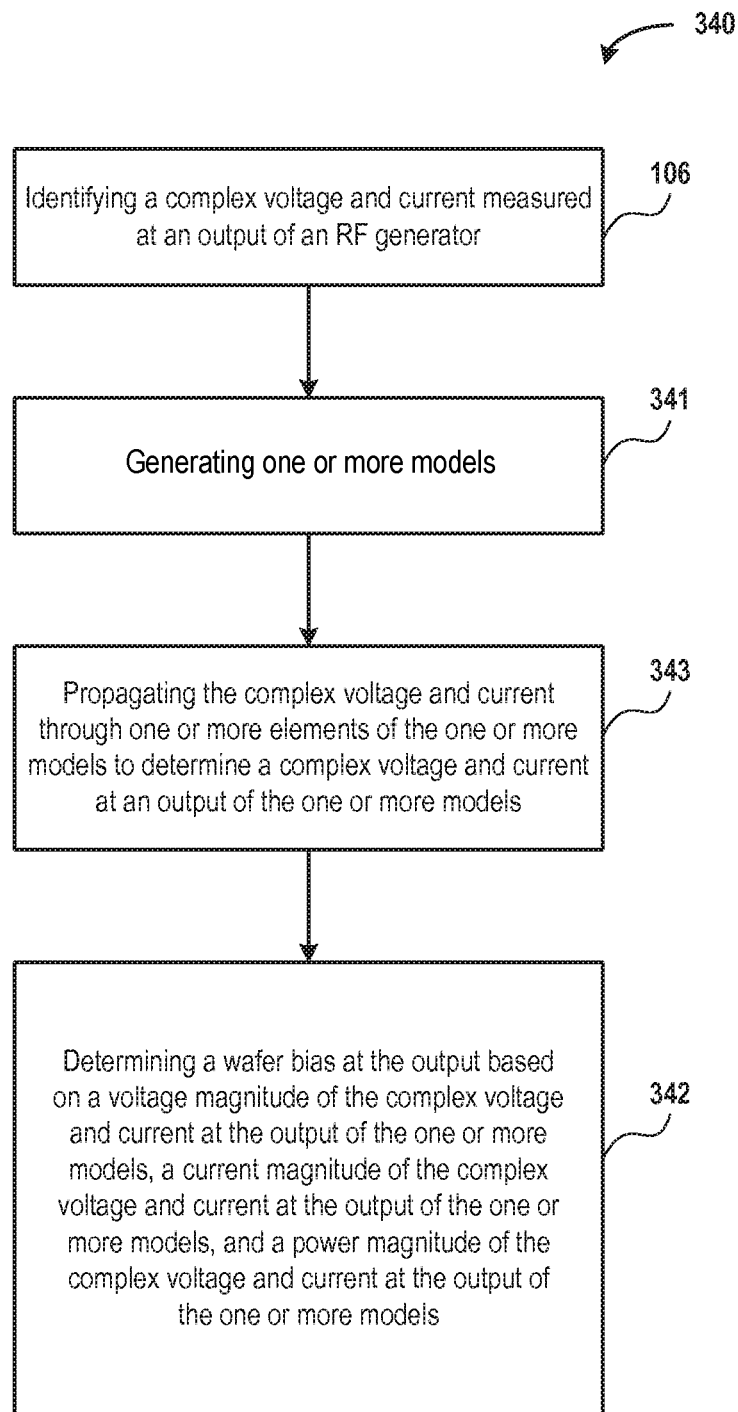 340
106
Identifying a complex voltage and current measured
at an output of an RF generator
341
Generating one or more models
343
Propagating the complex voltage and current
through one or more elements of the one or more
models to determine a complex voltage and current
at an output of the one or more models
342
Determining a wafer bias at the output based
on a voltage magnitude of the complex voltage
and current at the output of the one or more
models, a current magnitude of the complex
voltage and current at the output of the one or
more models, and a power magnitude of the
complex voltage and current at the output of
the one or more models